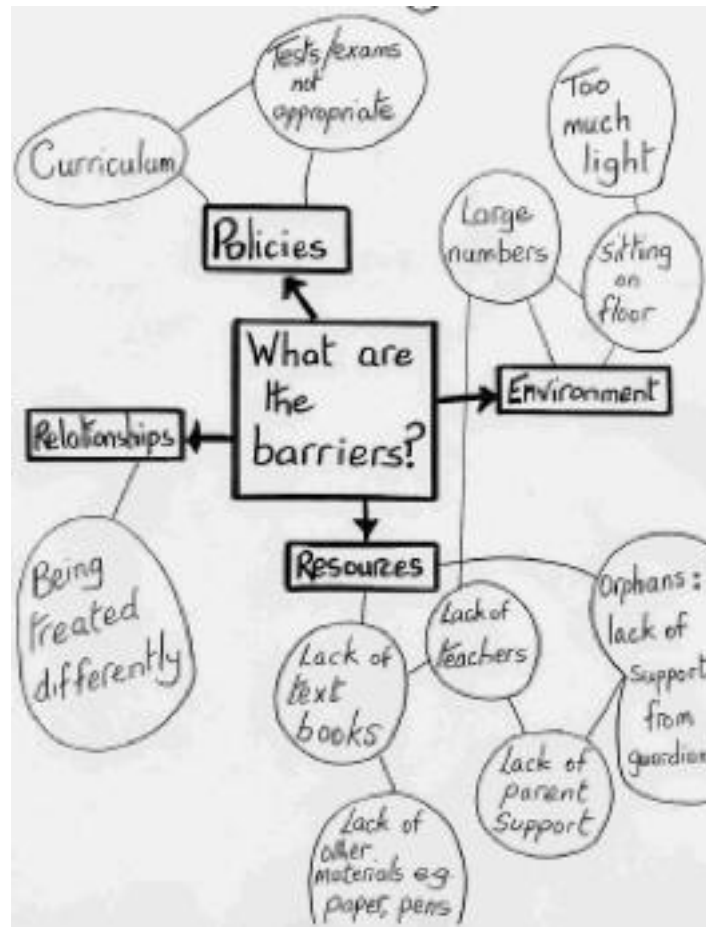 Tests/exams
not
appropriate
Curriculum
Policies
Too
much
light
Large
numbers
Sitting
on
floor
Environment
What are
the
barriers?
Relationships
Being
treated
differently
Resources
Lack of
text
books
Lack of
teachers
Orphans:
lack of
support
from
guardian
Lack of
parent
support
Lack of
other
materials e.g
paper, pens